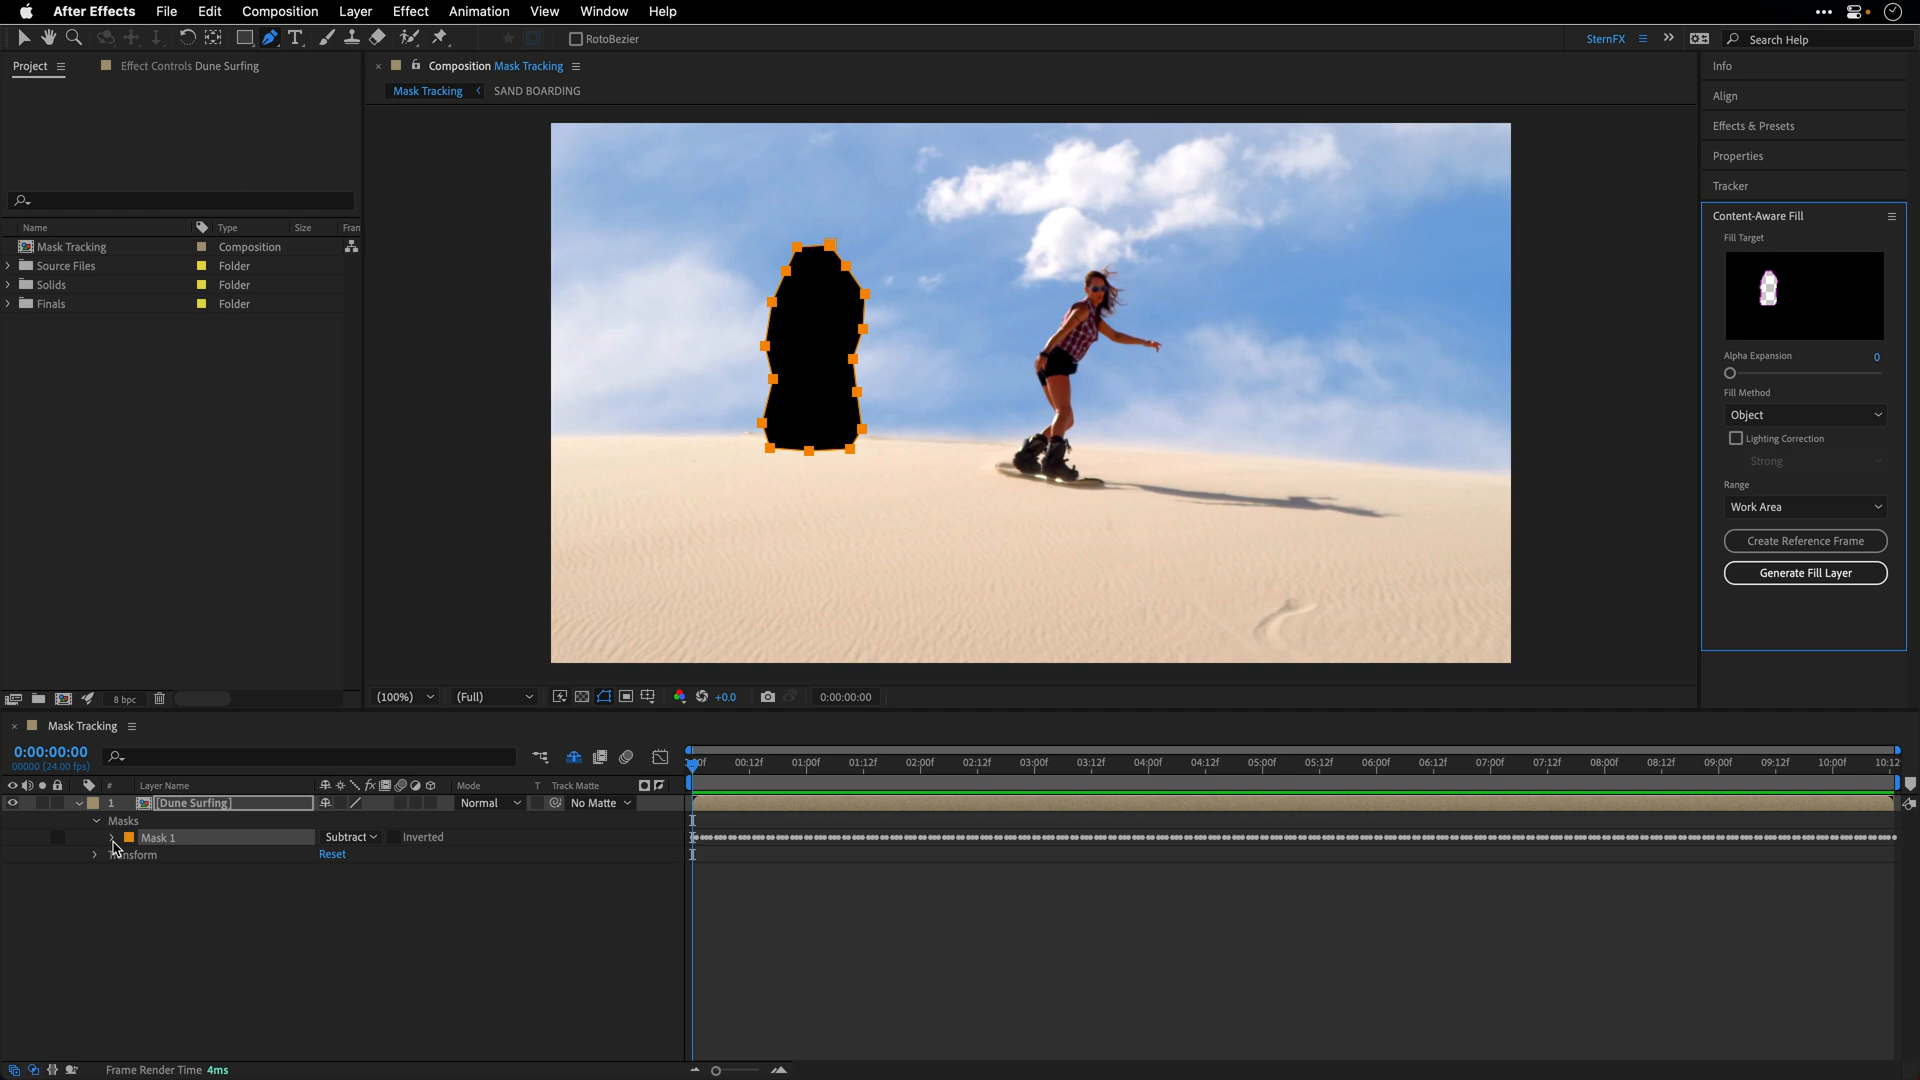 After Effects File Edit Composition Layer Effect Animation View Window Help
RotoBezier
SternFX
Search Help
Project
Effect Controls Dune Surfing
Composition Mask Tracking
Mask Tracking
SAND BOARDING
Name Type Size Fran
Mask Tracking Composition
Source Files Folder
Solids Folder
Finals Folder
8 bpc
(100%) (Full) +0.0 0:00:00:00
Info
Align
Effects & Presets
Properties
Tracker
Content-Aware Fill
Fill Target
Alpha Expansion 0
Fill Method
Object
Lighting Correction
Strong
Range
Work Area
Create Reference Frame
Generate Fill Layer
Mask Tracking
0:00:00:00
00000 (24.00 fps)
00f 00:12f 01:00f 01:12f 02:00f 02:12f 03:00f 03:12f 04:00f 04:12f 05:00f 05:12f 06:00f 06:12f 07:00f 07:12f 08:00f 08:12f 09:00f 09:12f 10:00f 10:12
# Layer Name fx Mode T Track Matte
1 [Dune Surfing] Normal No Matte
Masks
Mask 1 Subtract Inverted
Transform Reset
Frame Render Time 4ms